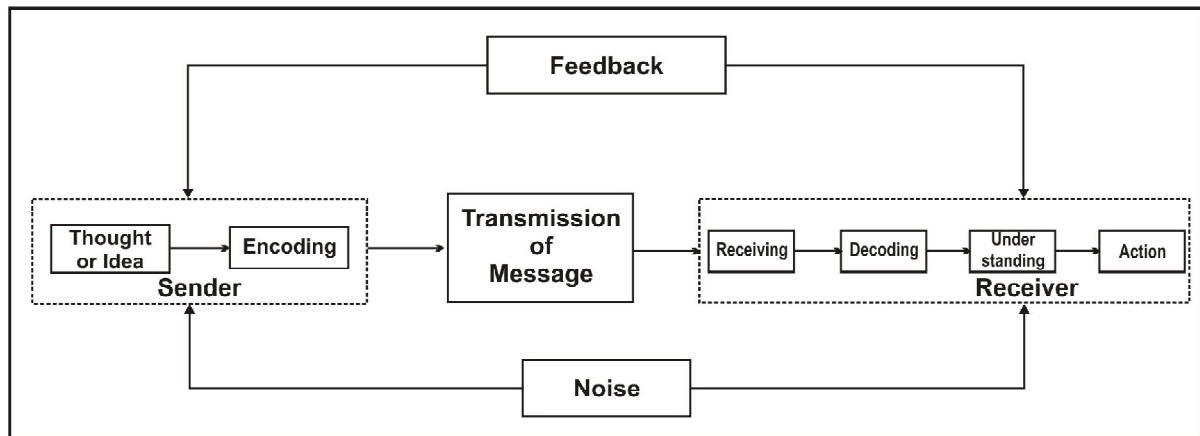 Feedback
Thought
or Idea
Encoding
Sender
Transmission
of
Message
Receiving
Decoding
Under
standing
Action
Receiver
Noise